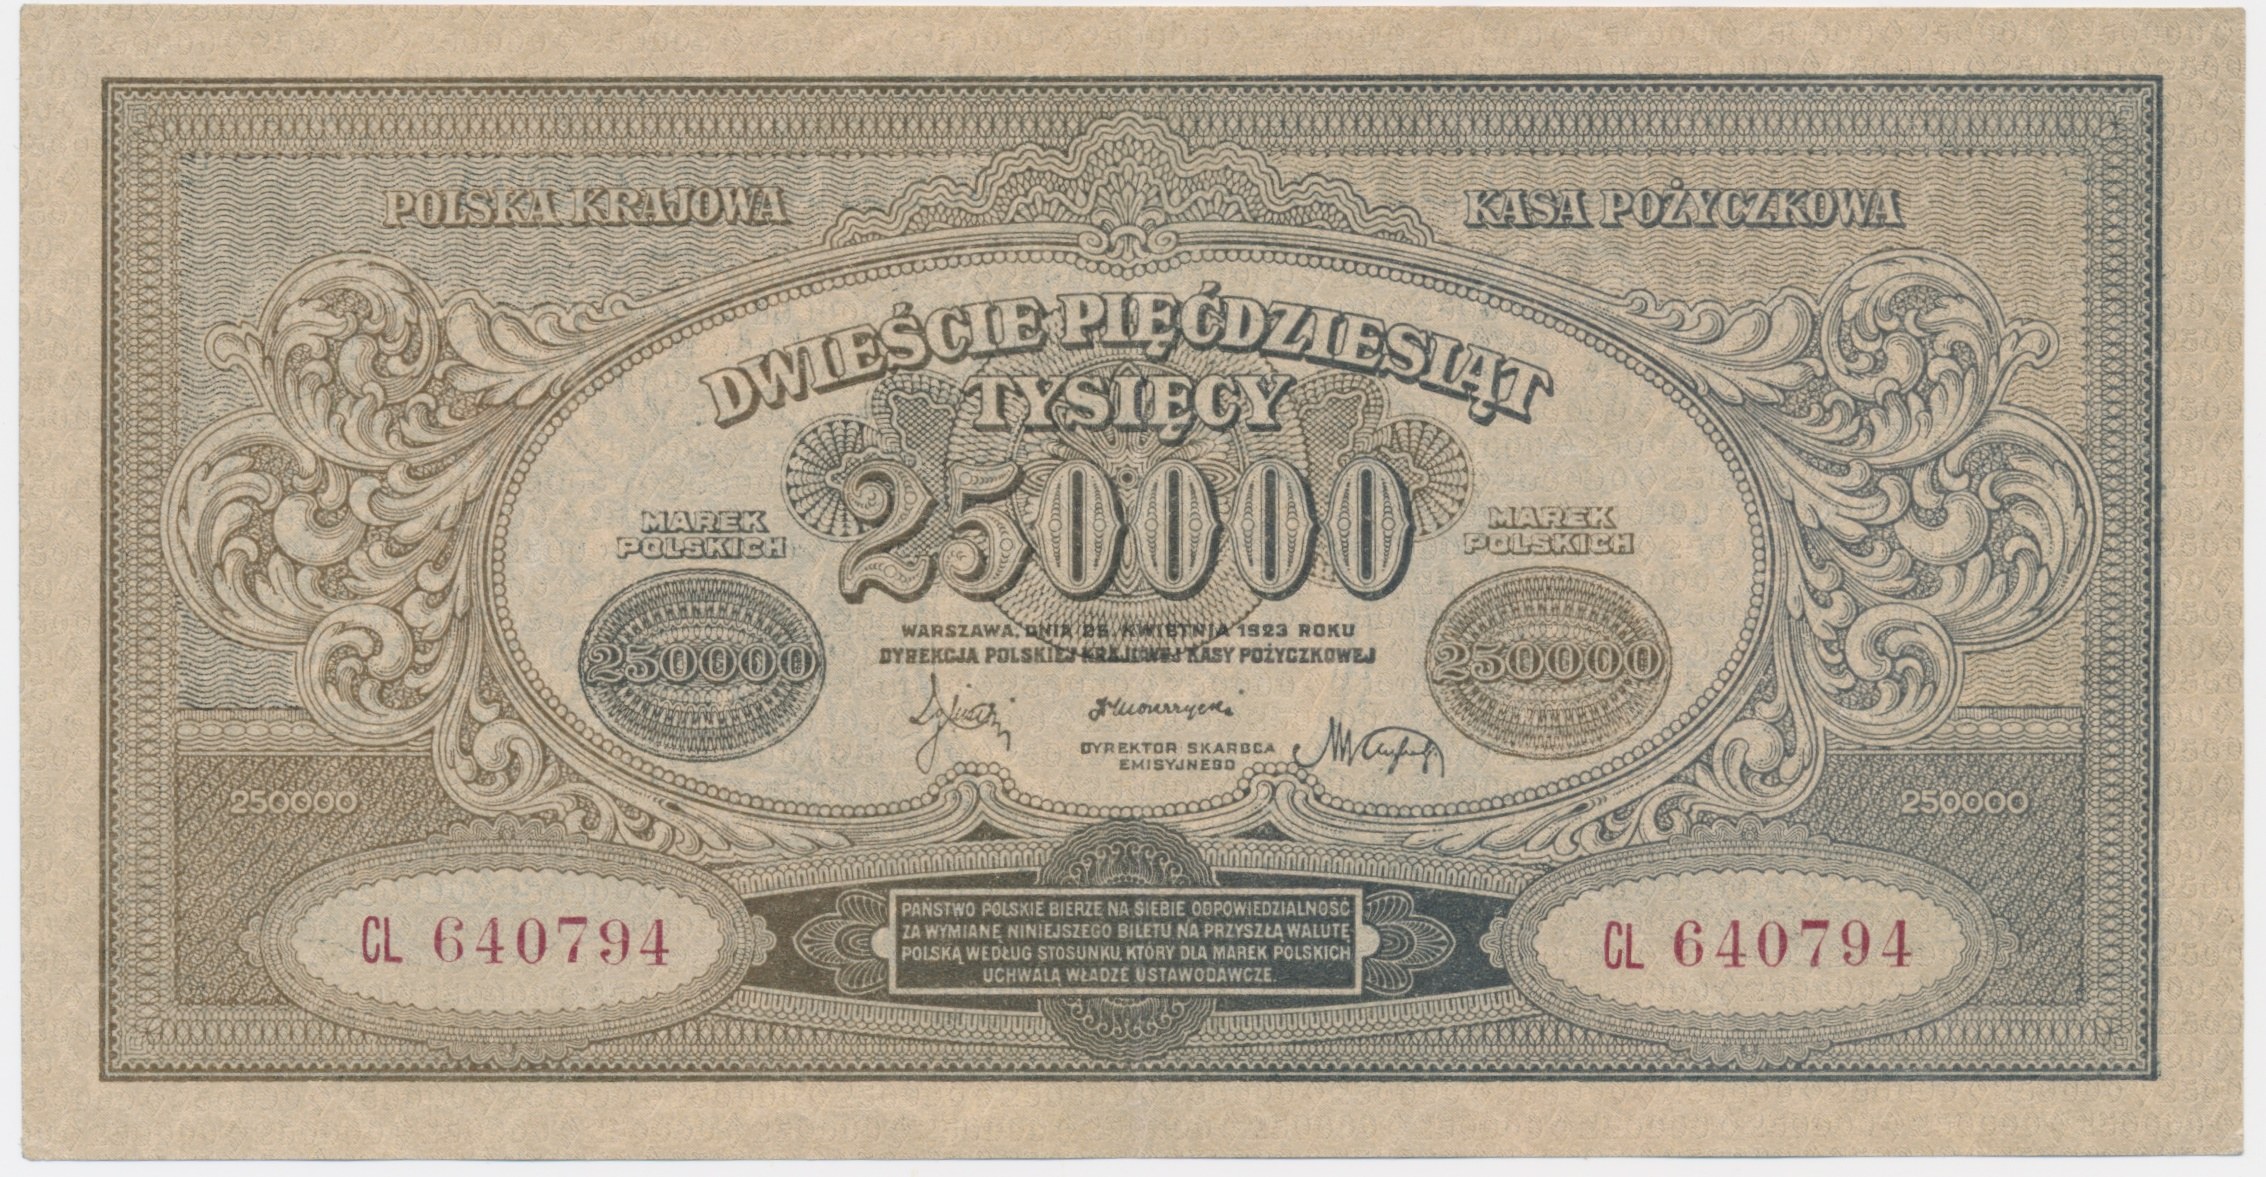 POLSKA KRAJOWA
KASA POŻYCZKOWA
DWIEŚCIE PIĘĆDZIESIĄT
TYSIĘCY
250000
MAREK
POLSKICH
MAREK
POLSKICH
250000
250000
WARSZAWA, DNIA 25. KWIETNIA 1923 ROKU
DYREKCJA POLSKIEJ KRAJOWEJ KASY POŻYCZKOWEJ
DYREKTOR SKARBCA
EMISYJNEGO
250000
250000
CL 640794
PAŃSTWO POLSKIE BIERZE NA SIEBIE ODPOWIEDZIALNOŚĆ
ZA WYMIANĘ NINIEJSZEGO BILETU NA PRZYSZŁĄ WALUTĘ
POLSKĄ WEDŁUG STOSUNKU, KTÓRY DLA MAREK POLSKICH
UCHWALĄ WŁADZE USTAWODAWCZE.
CL 640794